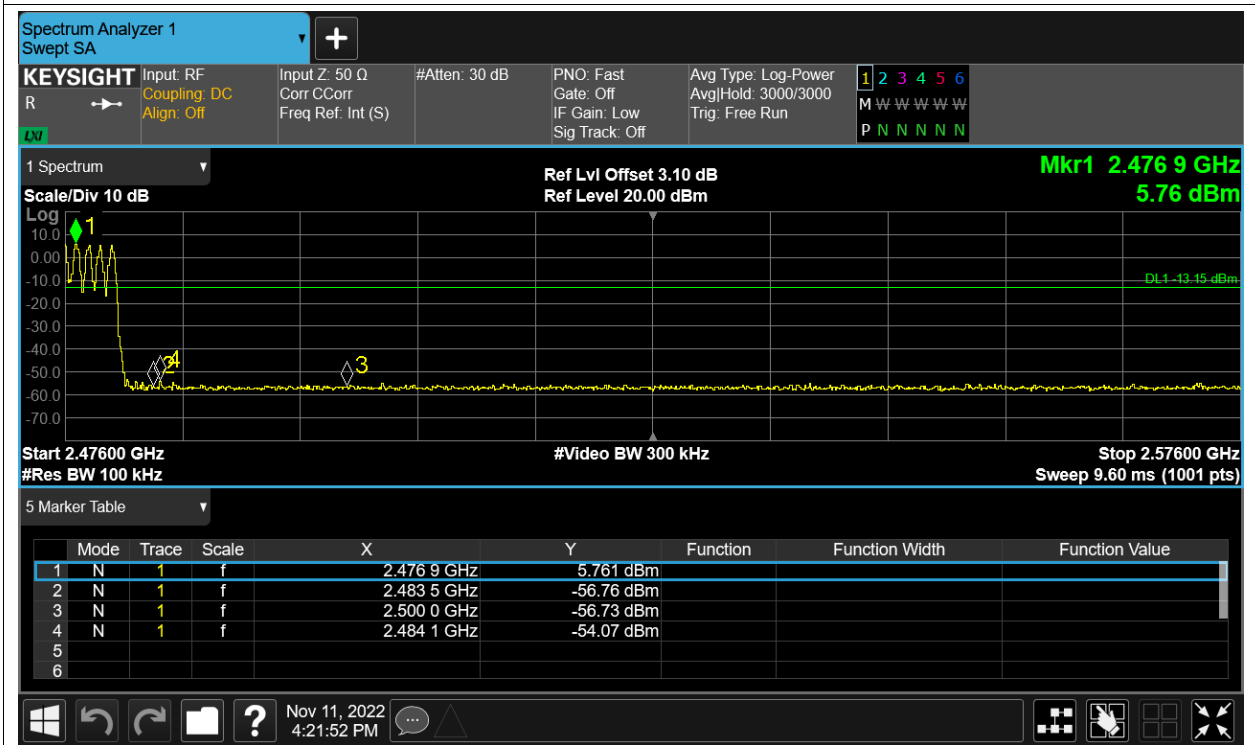 Spectrum Analyzer 1
Swept SA
+
KEYSIGHT Input: RF Input Z: 50 Ω #Atten: 30 dB PNO: Fast Avg Type: Log-Power 1 2 3 4 5 6
R Coupling: DC Corr CCorr Gate: Off Avg|Hold: 3000/3000 M W W W W W
Align: Off Freq Ref: Int (S) IF Gain: Low Trig: Free Run
LXI Sig Track: Off P N N N N N
1 Spectrum
Ref Lvl Offset 3.10 dB Mkr1 2.476 9 GHz
Scale/Div 10 dB Ref Level 20.00 dBm 5.76 dBm
Log
1
10.0
0.00
-10.0 DL1 -13.15 dBm
-20.0
-30.0
-40.0
2 4 3
-50.0
-60.0
-70.0
Start 2.47600 GHz #Video BW 300 kHz Stop 2.57600 GHz
#Res BW 100 kHz Sweep 9.60 ms (1001 pts)
5 Marker Table
Mode Trace Scale X Y Function Function Width Function Value
1 N 1 f 2.476 9 GHz 5.761 dBm
2 N 1 f 2.483 5 GHz -56.76 dBm
3 N 1 f 2.500 0 GHz -56.73 dBm
4 N 1 f 2.484 1 GHz -54.07 dBm
5
6
? Nov 11, 2022
4:21:52 PM